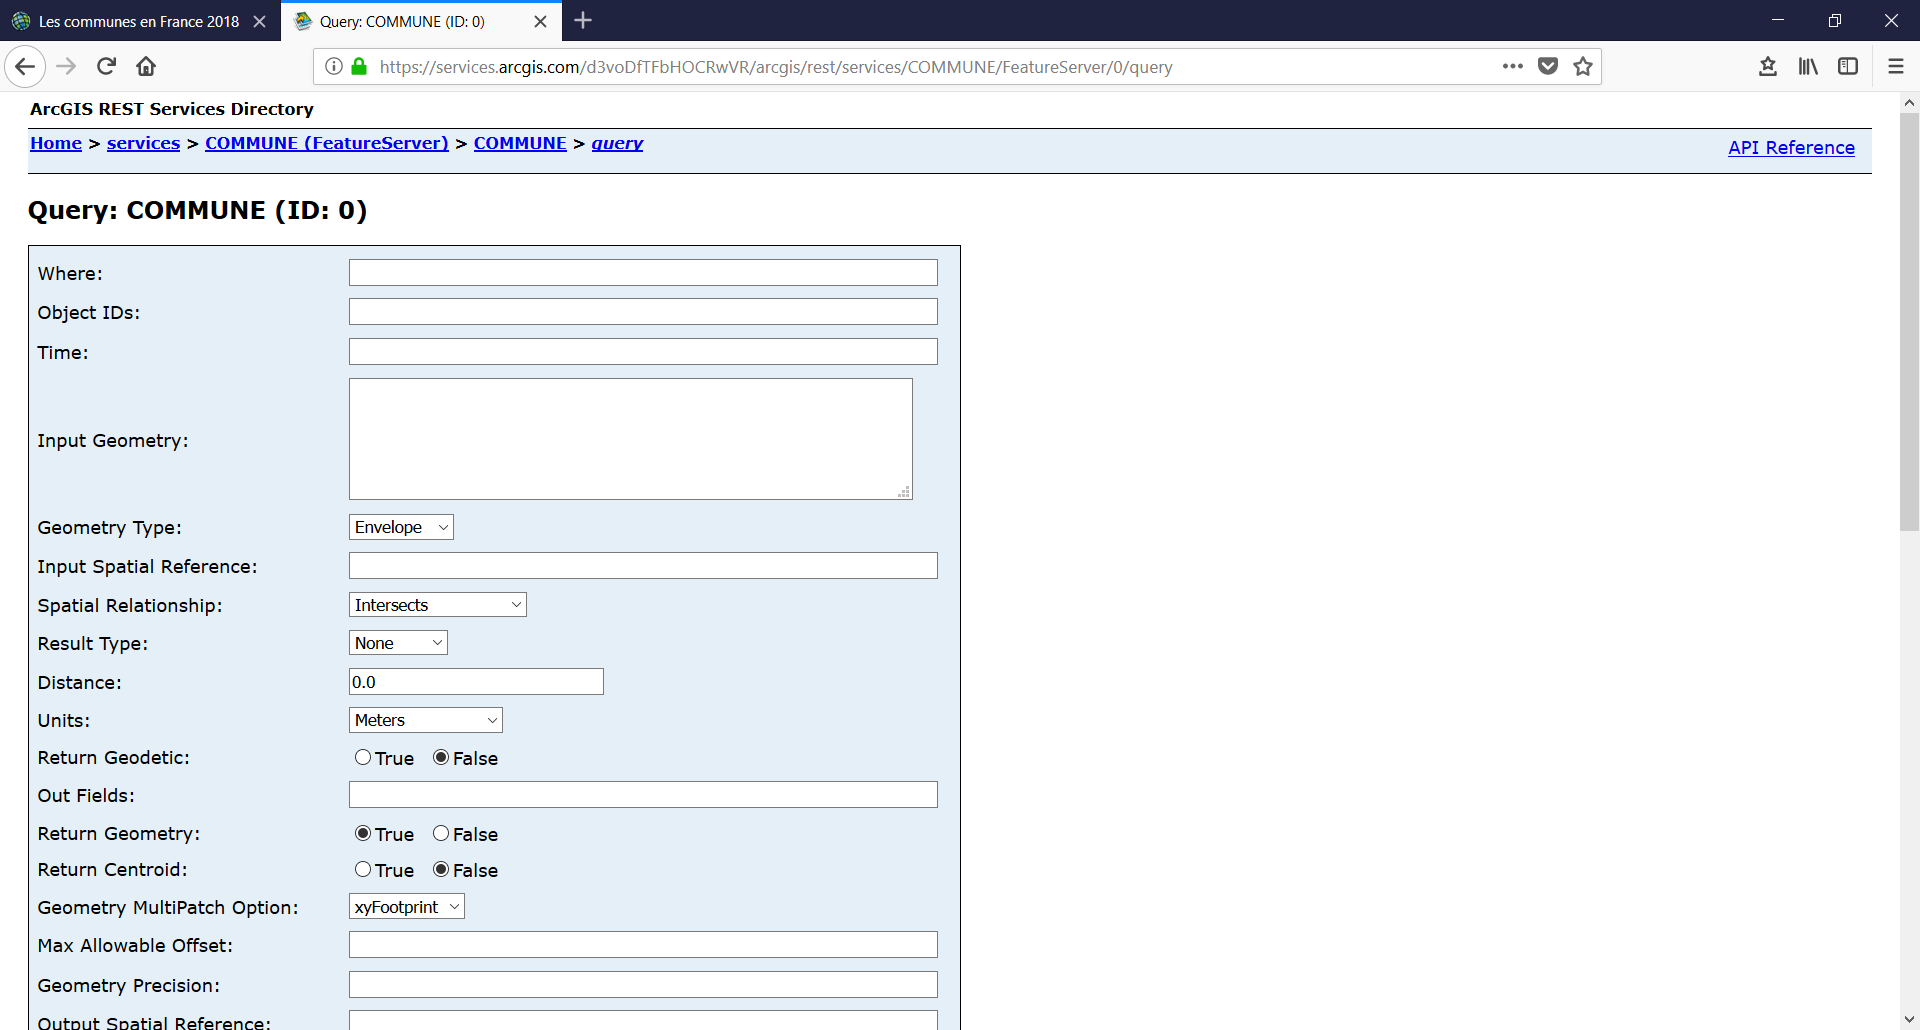 Les communes en France 2018
Query: COMMUNE (ID: 0)
https://services.arcgis.com/d3voDfTFbHOCRwVR/arcgis/rest/services/COMMUNE/FeatureServer/0/query
ArcGIS REST Services Directory
Home > services > COMMUNE (FeatureServer) > COMMUNE > query
API Reference
Query: COMMUNE (ID: 0)
Where:
Object IDs:
Time:
Input Geometry:
Geometry Type: Envelope
Input Spatial Reference:
Spatial Relationship: Intersects
Result Type: None
Distance: 0.0
Units: Meters
Return Geodetic: True False
Out Fields:
Return Geometry: True False
Return Centroid: True False
Geometry MultiPatch Option: xyFootprint
Max Allowable Offset:
Geometry Precision:
Output Spatial Reference: